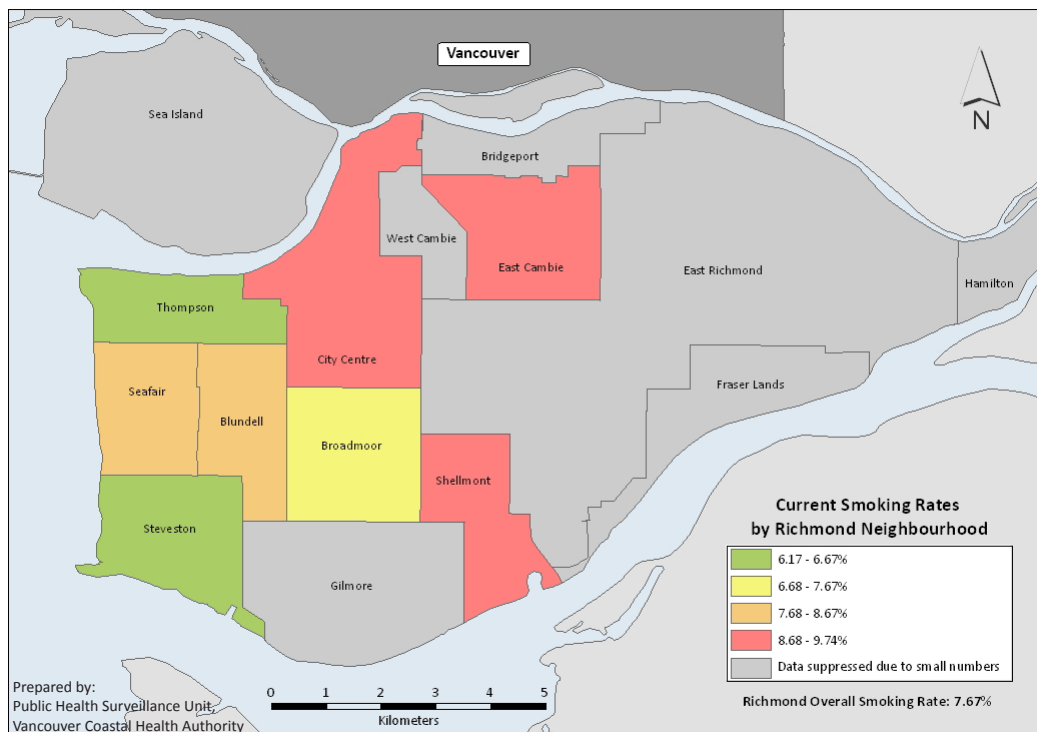 Vancouver
N
Sea Island
Bridgeport
West Cambie
East Cambie
East Richmond
Hamilton
Thompson
City Centre
Fraser Lands
Seafair
Blundell
Broadmoor
Shellmont
Steveston
Gilmore
Current Smoking Rates
by Richmond Neighbourhood
6.17 - 6.67%
6.68 - 7.67%
7.68 - 8.67%
8.68 - 9.74%
Data suppressed due to small numbers
Richmond Overall Smoking Rate: 7.67%
0 1 2 3 4 5
Kilometers
Prepared by:
Public Health Surveillance Unit,
Vancouver Coastal Health Authority